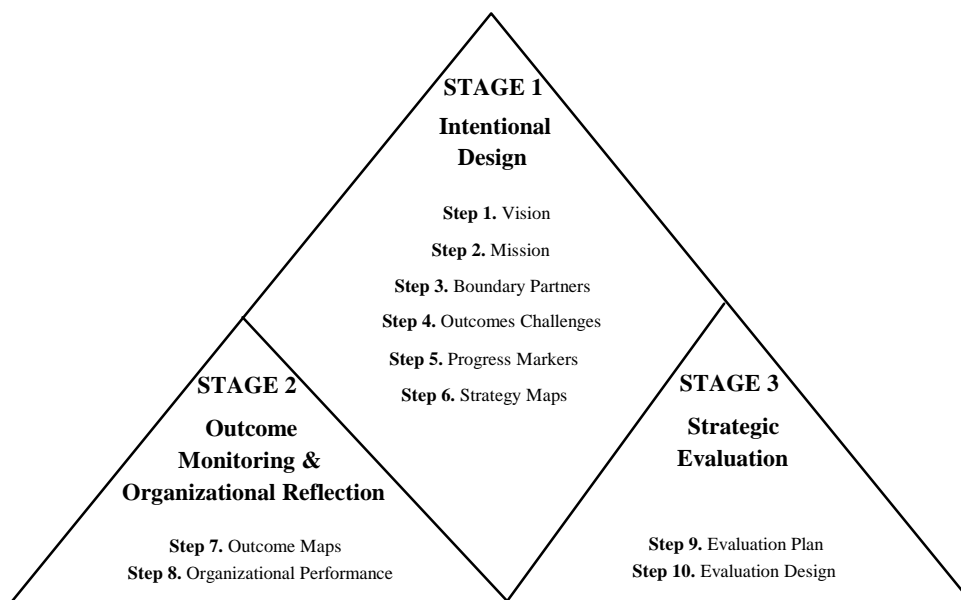 STAGE 1
Intentional
Design
Step 1. Vision
Step 2. Mission
Step 3. Boundary Partners
Step 4. Outcomes Challenges
Step 5. Progress Markers
Step 6. Strategy Maps
STAGE 2
Outcome
Monitoring &
Organizational Reflection
Step 7. Outcome Maps
Step 8. Organizational Performance
STAGE 3
Strategic
Evaluation
Step 9. Evaluation Plan
Step 10. Evaluation Design